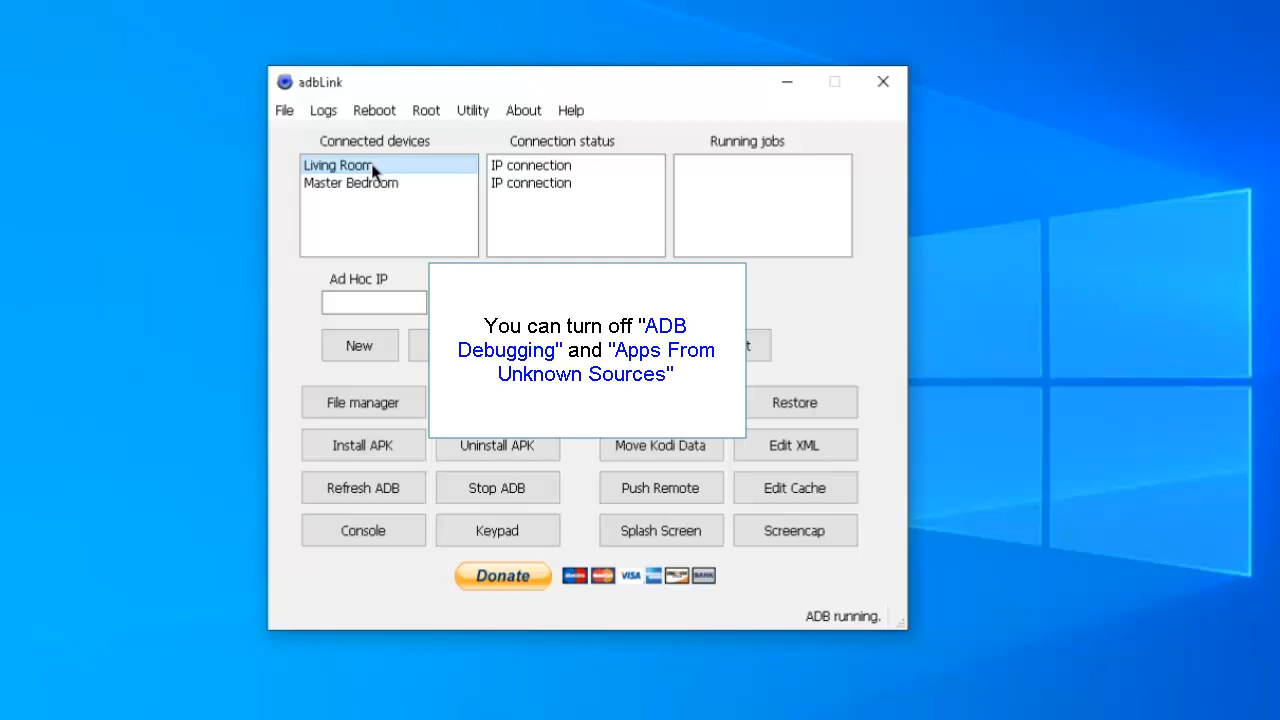 adbLink
File Logs Reboot Root Utility About Help
Connected devices Connection status Running jobs
Living Room IP connection
Master Bedroom IP connection
Ad Hoc IP
You can turn off "ADB
Debugging" and "Apps From
Unknown Sources"
New
File manager Restore
Install APK Uninstall APK Move Kodi Data Edit XML
Refresh ADB Stop ADB Push Remote Edit Cache
Console Keypad Splash Screen Screencap
Donate VISA BANK
ADB running.